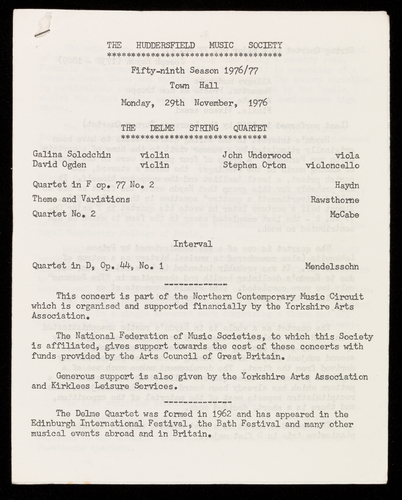 THE HUDDERSFIELD MUSIC SOCIETY
************************************
Fifty-ninth Season 1976/77
Town Hall
Monday, 29th November, 1976
THE DELME STRING QUARTET
******************************
Galina Solodchin violin John Underwood viola
David Ogden violin Stephen Orton violoncello
Quartet in F op. 77 No. 2 Haydn
Theme and Variations Rawsthorne
Quartet No. 2 McCabe
Interval
Quartet in D, Op. 44, No. 1 Mendelssohn
-------------
This concert is part of the Northern Contemporary Music Circuit
which is organised and supported financially by the Yorkshire Arts
Association.
The National Federation of Music Societies, to which this Society
is affiliated, gives support towards the cost of these concerts with
funds provided by the Arts Council of Great Britain.
Generous support is also given by the Yorkshire Arts Association
and Kirklees Leisure Services.
--------------
The Delme Quartet was formed in 1962 and has appeared in the
Edinburgh International Festival, the Bath Festival and many other
musical events abroad and in Britain.